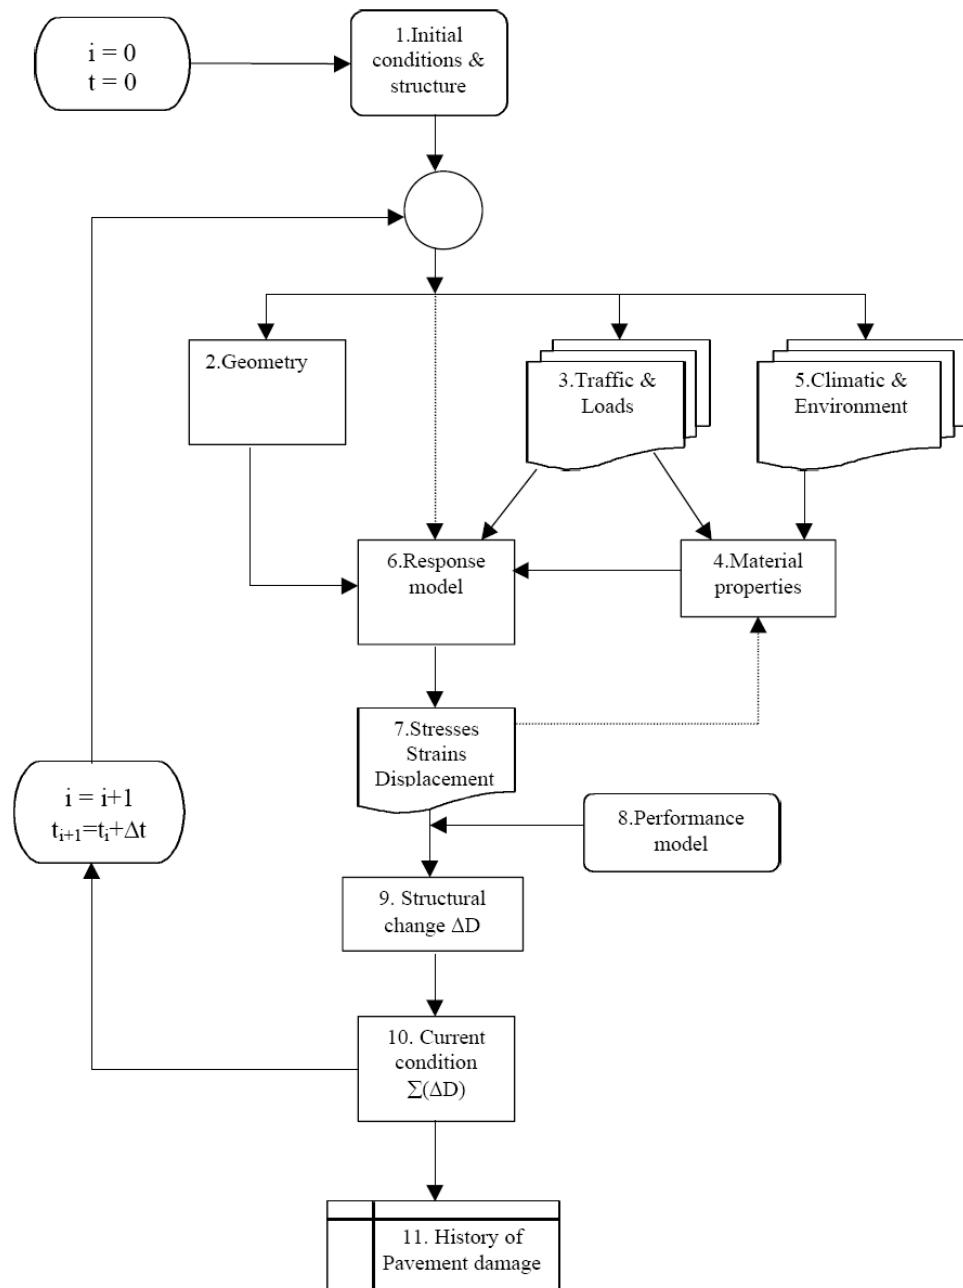 i = 0
t = 0
1.Initial
conditions &
structure
2.Geometry
3.Traffic &
Loads
5.Climatic &
Environment
6.Response
model
4.Material
properties
7.Stresses
Strains
Displacement
i = i+1
tᵢ₊₁=tᵢ+Δt
8.Performance
model
9. Structural
change ΔD
10. Current
condition
∑(ΔD)
11. History of
Pavement damage